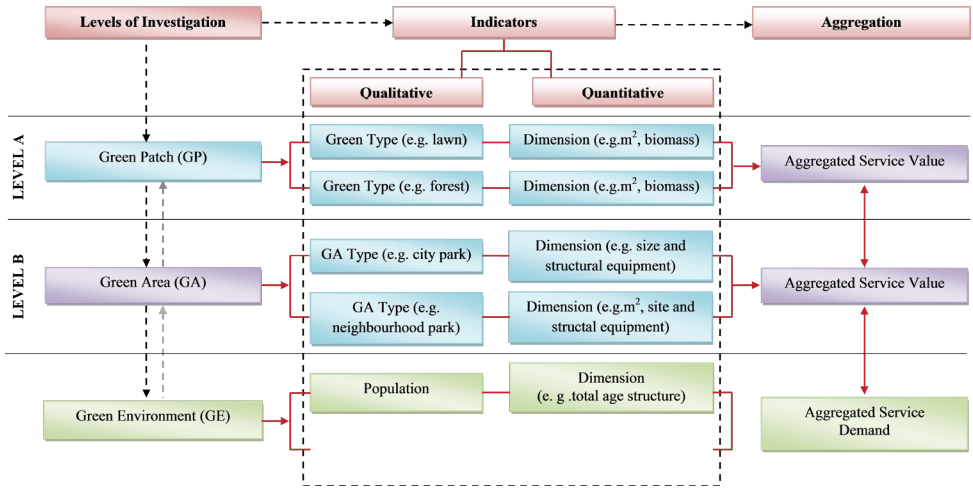 Levels of Investigation
Indicators
Aggregation
Qualitative
Quantitative
LEVEL A
Green Patch (GP)
Green Type (e.g. lawn)
Dimension (e.g.m², biomass)
Green Type (e.g. forest)
Dimension (e.g.m², biomass)
Aggregated Service Value
LEVEL B
Green Area (GA)
GA Type (e.g. city park)
Dimension (e.g. size and
structural equipment)
GA Type (e.g.
neighbourhood park)
Dimension (e.g.m², site and
structal equipment)
Aggregated Service Value
Green Environment (GE)
Population
Dimension
(e. g .total age structure)
Aggregated Service
Demand